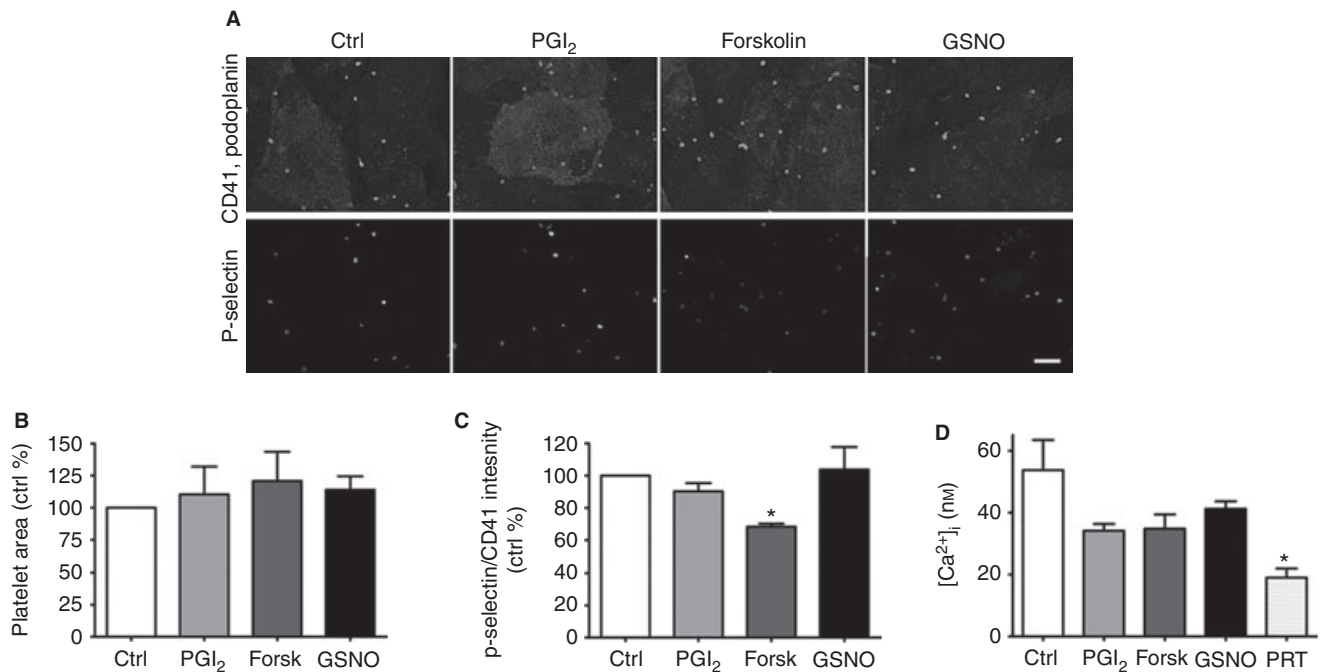 A
Ctrl PGI₂ Forskolin GSNO
CD41, podoplanin
P-selectin
B
Platelet area (ctrl %)
150
125
100
75
50
25
0
Ctrl PGI₂ Forsk GSNO
C
p-selectin/CD41 intesnity
(ctrl %)
120
100
80
60
40
20
0
*
Ctrl PGI₂ Forsk GSNO
D
[Ca²⁺]ᵢ (nM)
60
40
20
0
*
Ctrl PGI₂ Forsk GSNO PRT